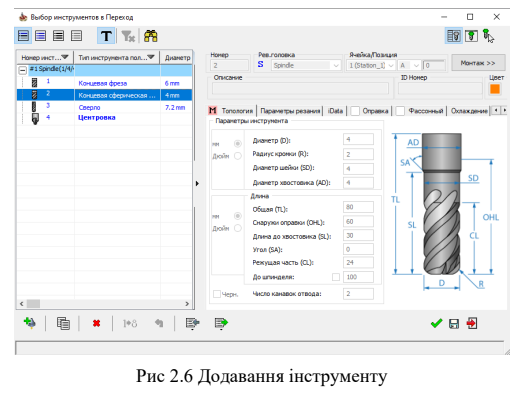 Выбор инструментов в Переход
Номер инст... Тип инструмента пол... Диаметр
#1 Spindle(1/4/
1 Концевая фреза 6 mm
2 Концевая сферическая ... 4 mm
3 Сверло 7.2 mm
4 Центровка
Номер Рев.головка Ячейка/Позиция
2 S Spindle 1 (Station_1) A / 0 Монтаж >>
Описание ID Номер Цвет
M Топология Параметры резания iData Оправка Фассонный Охлаждение
Параметры инструмента
мм
Дюйм
Диаметр (D): 4
Радиус кромки (R): 2
Диаметр шейки (SD): 4
Диаметр хвостовика (AD): 4
Длина
мм
Дюйм
Общая (TL): 80
Снаружи оправки (OHL): 60
Длина до хвостовика (SL): 30
Угол (SA): 0
Режущая часть (CL): 24
До шпинделя: 100
Черн. Число канавок отвода: 2
AD
SA
SD
TL
SL
CL
OHL
D
R
Рис 2.6 Додавання інструменту